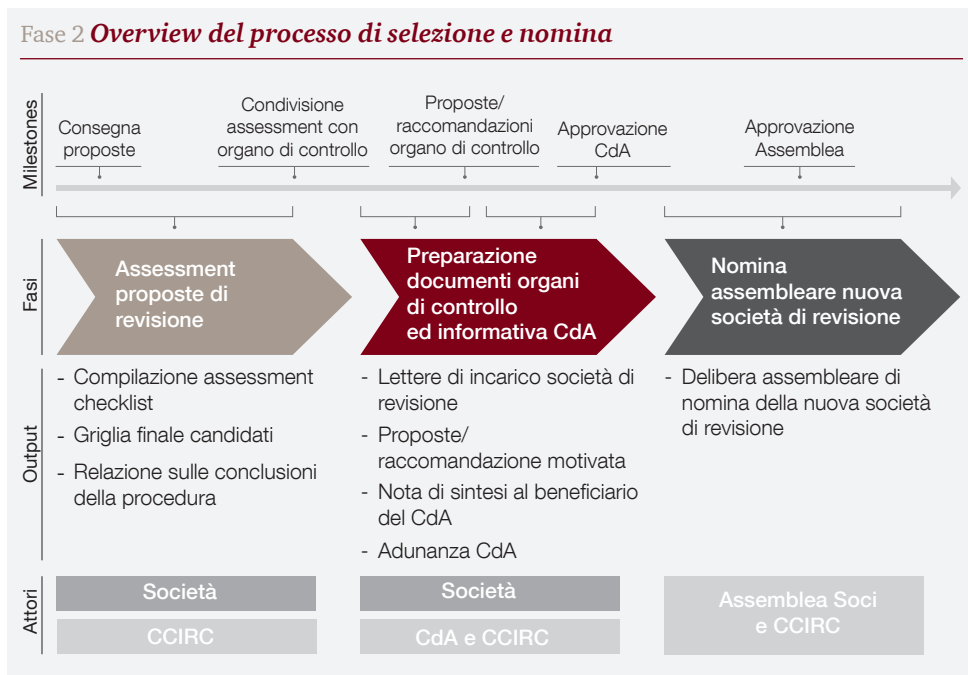 Fase 2 Overview del processo di selezione e nomina
Milestones
Consegna
proposte
Condivisione
assessment con
organo di controllo
Proposte/
raccomandazioni
organo di controllo
Approvazione
CdA
Approvazione
Assemblea
Fasi
Assessment
proposte di
revisione
Preparazione
documenti organi
di controllo
ed informativa CdA
Nomina
assembleare nuova
società di revisione
Output
- Compilazione assessment
checklist
- Griglia finale candidati
- Relazione sulle conclusioni
della procedura
- Lettere di incarico società di
revisione
- Proposte/
raccomandazione motivata
- Nota di sintesi al beneficiario
del CdA
- Adunanza CdA
- Delibera assembleare di
nomina della nuova società
di revisione
Attori
Società
CCIRC
Società
CdA e CCIRC
Assemblea Soci
e CCIRC